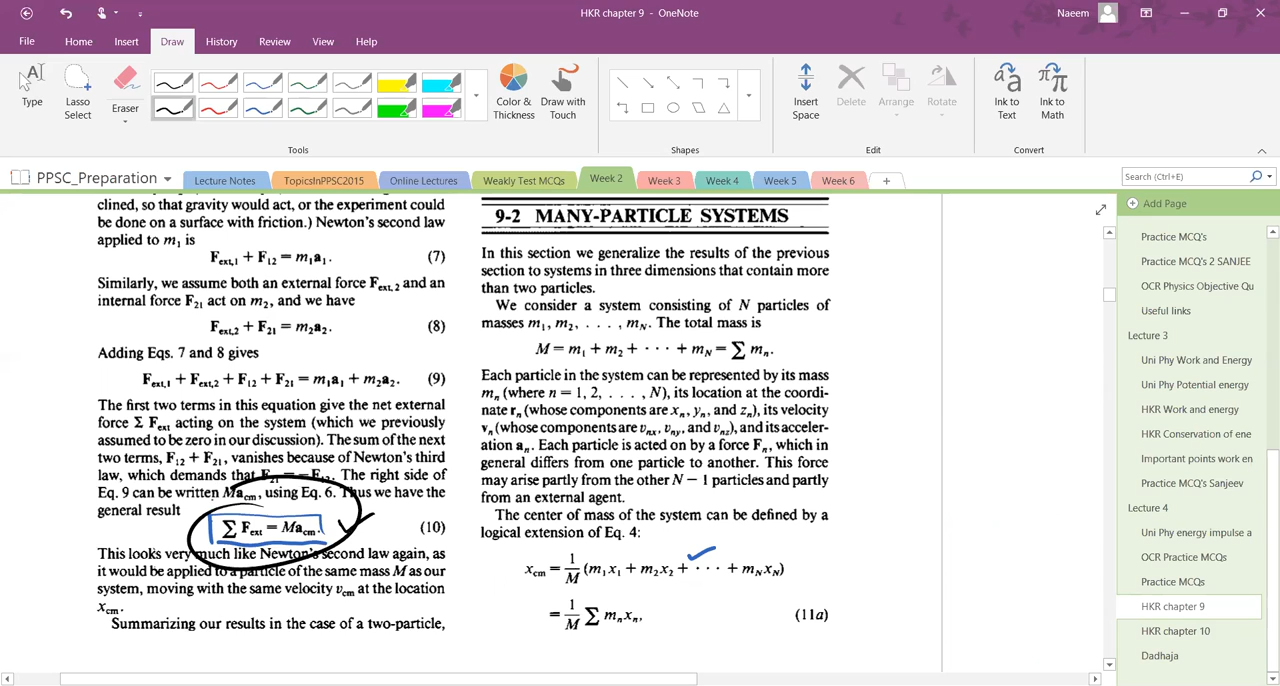 HKR chapter 9 - OneNote
Naeem
File
Home
Insert
Draw
History
Review
View
Help
Type
Lasso
Select
Eraser
Color &
Thickness
Draw with
Touch
Insert
Space
Delete
Arrange
Rotate
Ink to
Text
Ink to
Math
Tools
Shapes
Edit
Convert
PPSC_Preparation
Lecture Notes
TopicsInPPSC2015
Online Lectures
Weakly Test MCQs
Week 2
Week 3
Week 4
Week 5
Week 6
Search (Ctrl+E)
clined, so that gravity would act, or the experiment could
be done on a surface with friction.) Newton's second law
applied to m₁ is
F_ext,1 + F₁₂ = m₁a₁. (7)
Similarly, we assume both an external force F_ext,2 and an
internal force F₂₁ act on m₂, and we have
F_ext,2 + F₂₁ = m₂a₂. (8)
Adding Eqs. 7 and 8 gives
F_ext,1 + F_ext,2 + F₁₂ + F₂₁ = m₁a₁ + m₂a₂. (9)
The first two terms in this equation give the net external
force Σ F_ext acting on the system (which we previously
assumed to be zero in our discussion). The sum of the next
two terms, F₁₂ + F₂₁, vanishes because of Newton's third
law, which demands that F₂₁ = −F₁₂. The right side of
Eq. 9 can be written Ma_cm, using Eq. 6. Thus we have the
general result
Σ F_ext = Ma_cm. (10)
This looks very much like Newton's second law again, as
it would be applied to a particle of the same mass M as our
system, moving with the same velocity v_cm at the location
x_cm.
Summarizing our results in the case of a two-particle,
9-2 MANY-PARTICLE SYSTEMS
In this section we generalize the results of the previous
section to systems in three dimensions that contain more
than two particles.
We consider a system consisting of N particles of
masses m₁, m₂, . . . . , m_N. The total mass is
M = m₁ + m₂ + · · · + m_N = Σ m_n.
Each particle in the system can be represented by its mass
m_n (where n = 1, 2, . . . . , N), its location at the coordi-
nate r_n (whose components are x_n, y_n, and z_n), its velocity
v_n (whose components are v_nx, v_ny, and v_nz), and its acceler-
ation a_n. Each particle is acted on by a force F_n, which in
general differs from one particle to another. This force
may arise partly from the other N − 1 particles and partly
from an external agent.
The center of mass of the system can be defined by a
logical extension of Eq. 4:
x_cm = 1/M (m₁x₁ + m₂x₂ + · · · + m_Nx_N)
= 1/M Σ m_nx_n, (11a)
Add Page
Practice MCQ's
Practice MCQ's 2 SANJEE
OCR Physics Objective Qu
Useful links
Lecture 3
Uni Phy Work and Energy
Uni Phy Potential energy
HKR Work and energy
HKR Conservation of ene
Important points work en
Practice MCQ's Sanjeev
Lecture 4
Uni Phy energy impulse a
OCR Practice MCQs
Practice MCQs
HKR chapter 9
HKR chapter 10
Dadhaja